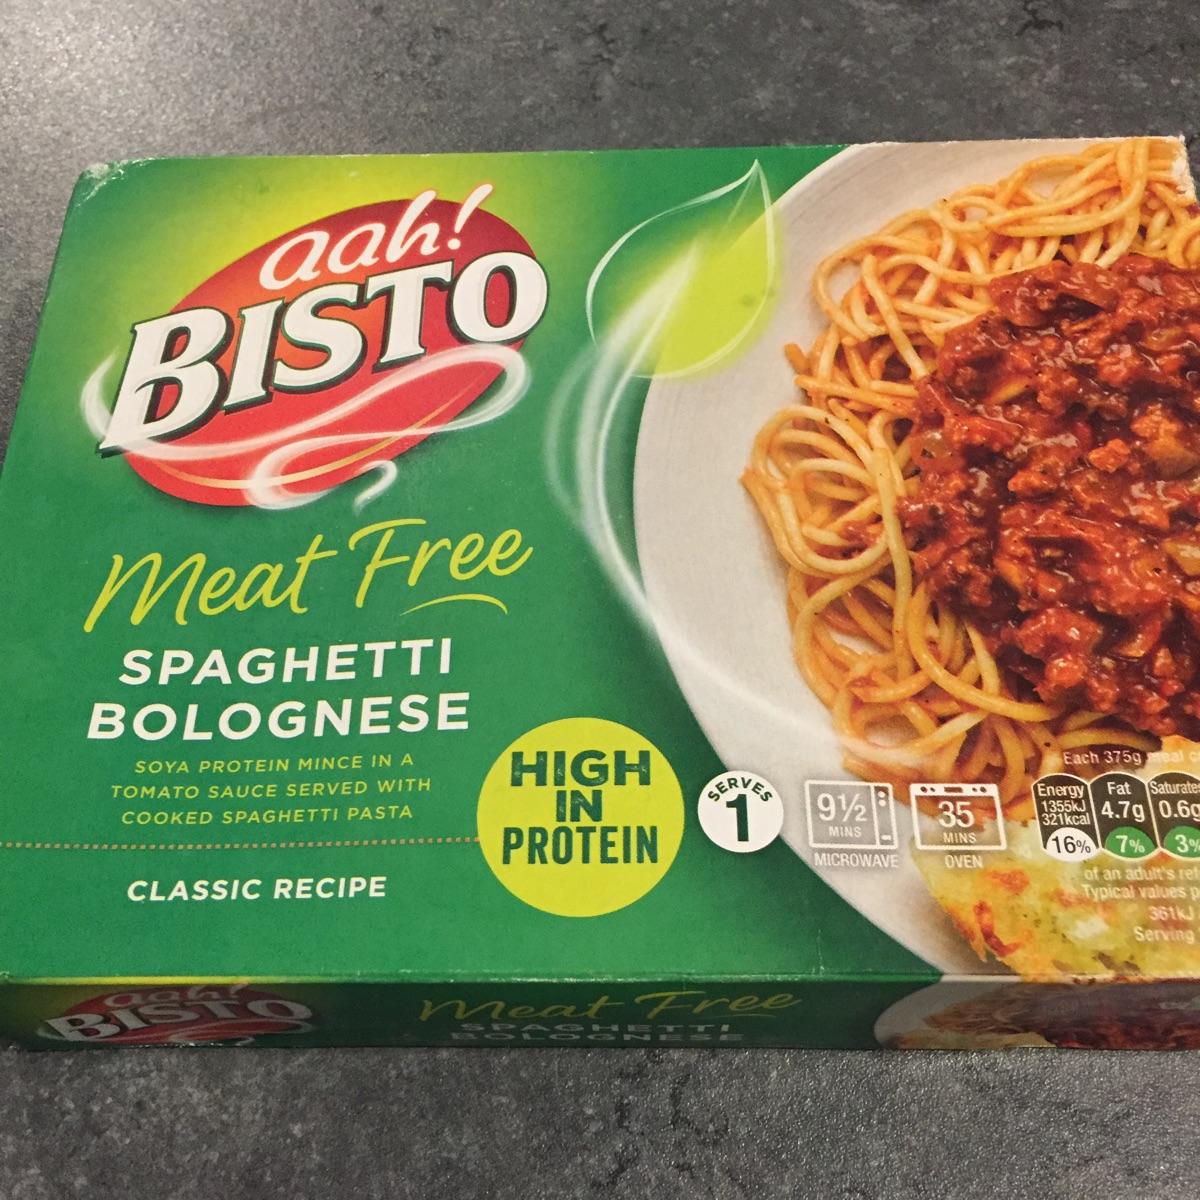 aah!
BISTO
Meat Free
SPAGHETTI
BOLOGNESE
SOYA PROTEIN MINCE IN A
TOMATO SAUCE SERVED WITH
COOKED SPAGHETTI PASTA
CLASSIC RECIPE
HIGH
IN
PROTEIN
SERVES
1
9½
MINS
MICROWAVE
35
MINS
OVEN
Each 375g meal
Energy
1355kJ
321kcal
16%
Fat
4.7g
7%
Saturates
0.6g
3%
of an adult's
Typical values
361kJ
Serving
aah!
BISTO
Meat Free
SPAGHETTI
BOLOGNESE